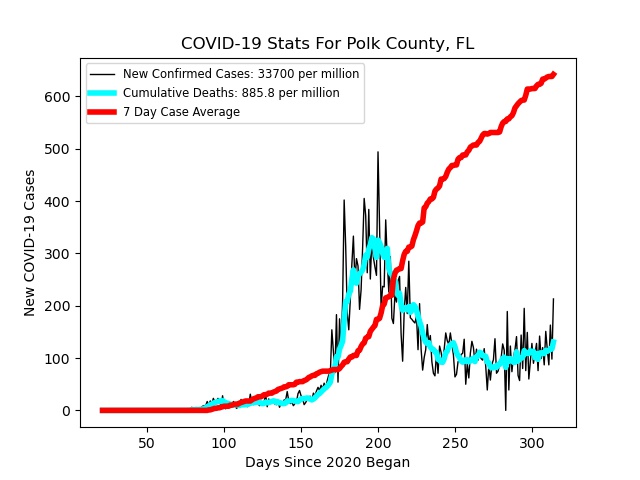 COVID-19 Stats For Polk County, FL
New Confirmed Cases: 33700 per million
Cumulative Deaths: 885.8 per million
7 Day Case Average
New COVID-19 Cases
600
500
400
300
200
100
0
50 100 150 200 250 300
Days Since 2020 Began